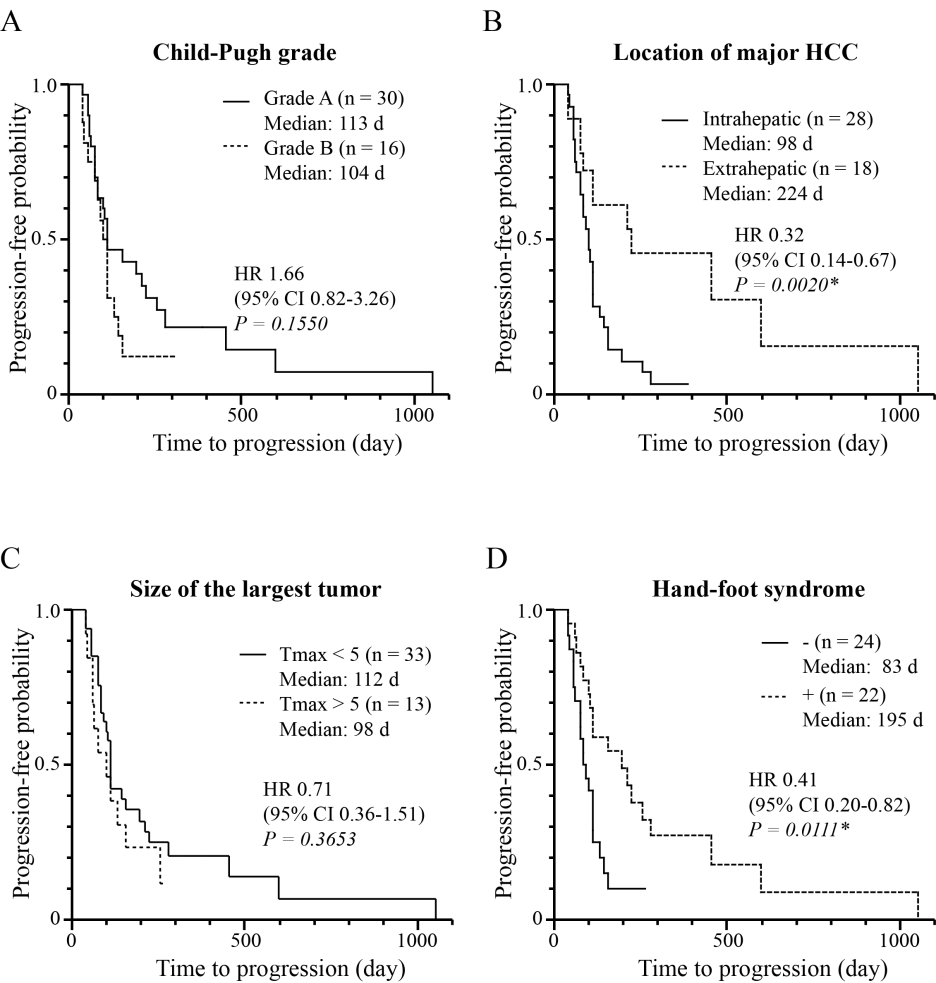 A
Child-Pugh grade
Progression-free probability
1.0
0.5
0
Grade A (n = 30)
Median: 113 d
Grade B (n = 16)
Median: 104 d
HR 1.66
(95% CI 0.82-3.26)
P = 0.1550
0 500 1000
Time to progression (day)
B
Location of major HCC
Progression-free probability
1.0
0.5
0
Intrahepatic (n = 28)
Median: 98 d
Extrahepatic (n = 18)
Median: 224 d
HR 0.32
(95% CI 0.14-0.67)
P = 0.0020*
0 500 1000
Time to progression (day)
C
Size of the largest tumor
Progression-free probability
1.0
0.5
0
Tmax < 5 (n = 33)
Median: 112 d
Tmax > 5 (n = 13)
Median: 98 d
HR 0.71
(95% CI 0.36-1.51)
P = 0.3653
0 500 1000
Time to progression (day)
D
Hand-foot syndrome
Progression-free probability
1.0
0.5
0
- (n = 24)
Median: 83 d
+ (n = 22)
Median: 195 d
HR 0.41
(95% CI 0.20-0.82)
P = 0.0111*
0 500 1000
Time to progression (day)